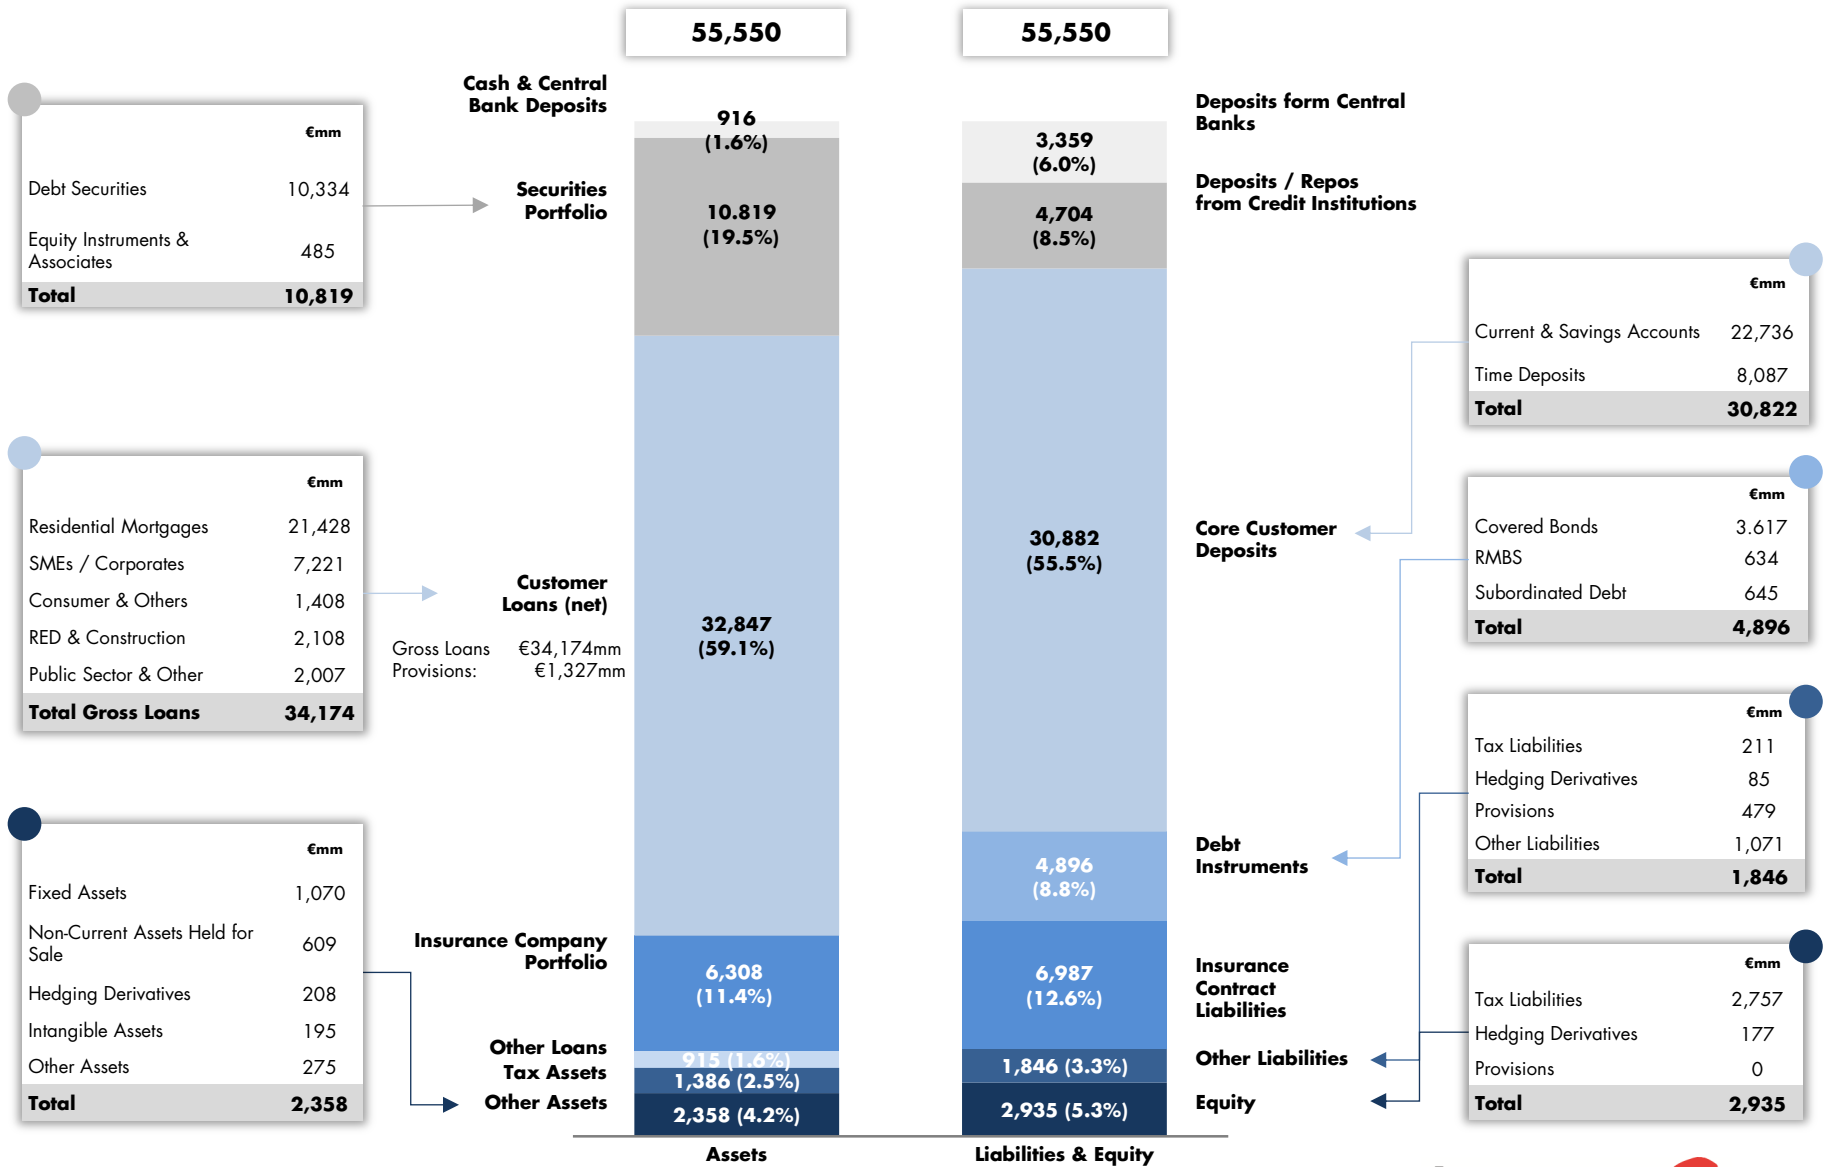 55,550
55,550
Cash & Central
Bank Deposits
916
(1.6%)
Securities
Portfolio
10.819
(19.5%)
Customer
Loans (net)
Gross Loans €34,174mm
Provisions: €1,327mm
32,847
(59.1%)
Insurance Company
Portfolio
6,308
(11.4%)
Other Loans
915 (1.6%)
Tax Assets
1,386 (2.5%)
Other Assets
2,358 (4.2%)
Assets
€mm
Debt Securities 10,334
Equity Instruments &
Associates 485
Total 10,819
€mm
Residential Mortgages 21,428
SMEs / Corporates 7,221
Consumer & Others 1,408
RED & Construction 2,108
Public Sector & Other 2,007
Total Gross Loans 34,174
€mm
Fixed Assets 1,070
Non-Current Assets Held for
Sale 609
Hedging Derivatives 208
Intangible Assets 195
Other Assets 275
Total 2,358
3,359
(6.0%)
Deposits form Central
Banks
4,704
(8.5%)
Deposits / Repos
from Credit Institutions
30,882
(55.5%)
Core Customer
Deposits
4,896
(8.8%)
Debt
Instruments
6,987
(12.6%)
Insurance
Contract
Liabilities
1,846 (3.3%)
Other Liabilities
2,935 (5.3%)
Equity
Liabilities & Equity
€mm
Current & Savings Accounts 22,736
Time Deposits 8,087
Total 30,822
€mm
Covered Bonds 3.617
RMBS 634
Subordinated Debt 645
Total 4,896
€mm
Tax Liabilities 211
Hedging Derivatives 85
Provisions 479
Other Liabilities 1,071
Total 1,846
€mm
Tax Liabilities 2,757
Hedging Derivatives 177
Provisions 0
Total 2,935